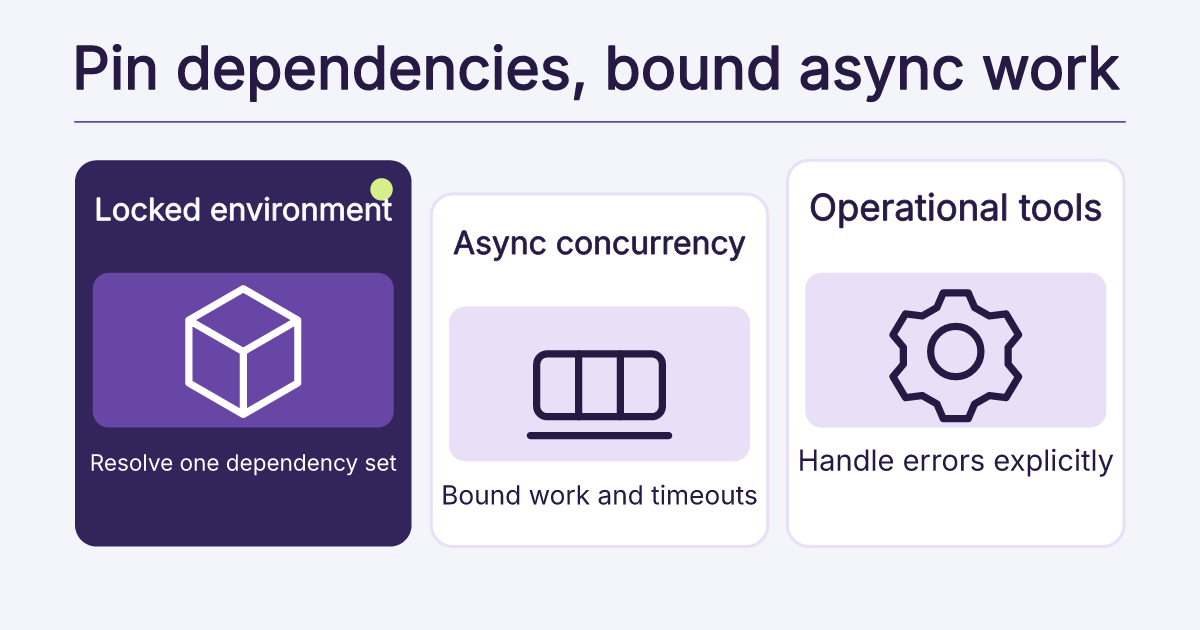 Pin dependencies, bound async work
Locked environment
Resolve one dependency set
Async concurrency
Bound work and timeouts
Operational tools
Handle errors explicitly